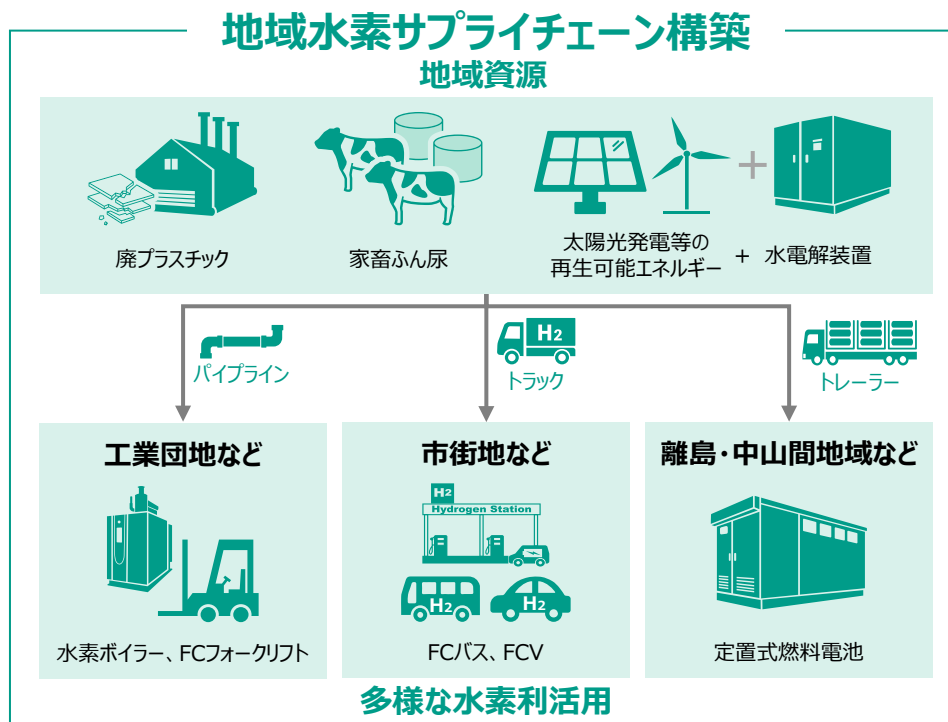 地域水素サプライチェーン構築
地域資源
廃プラスチック
家畜ふん尿
太陽光発電等の
再生可能エネルギー
+
水電解装置
パイプライン
H2
トラック
トレーラー
工業団地など
水素ボイラー、FCフォークリフト
市街地など
H2
Hydrogen Station
H2
H2
FCバス、FCV
離島・中山間地域など
定置式燃料電池
多様な水素利活用